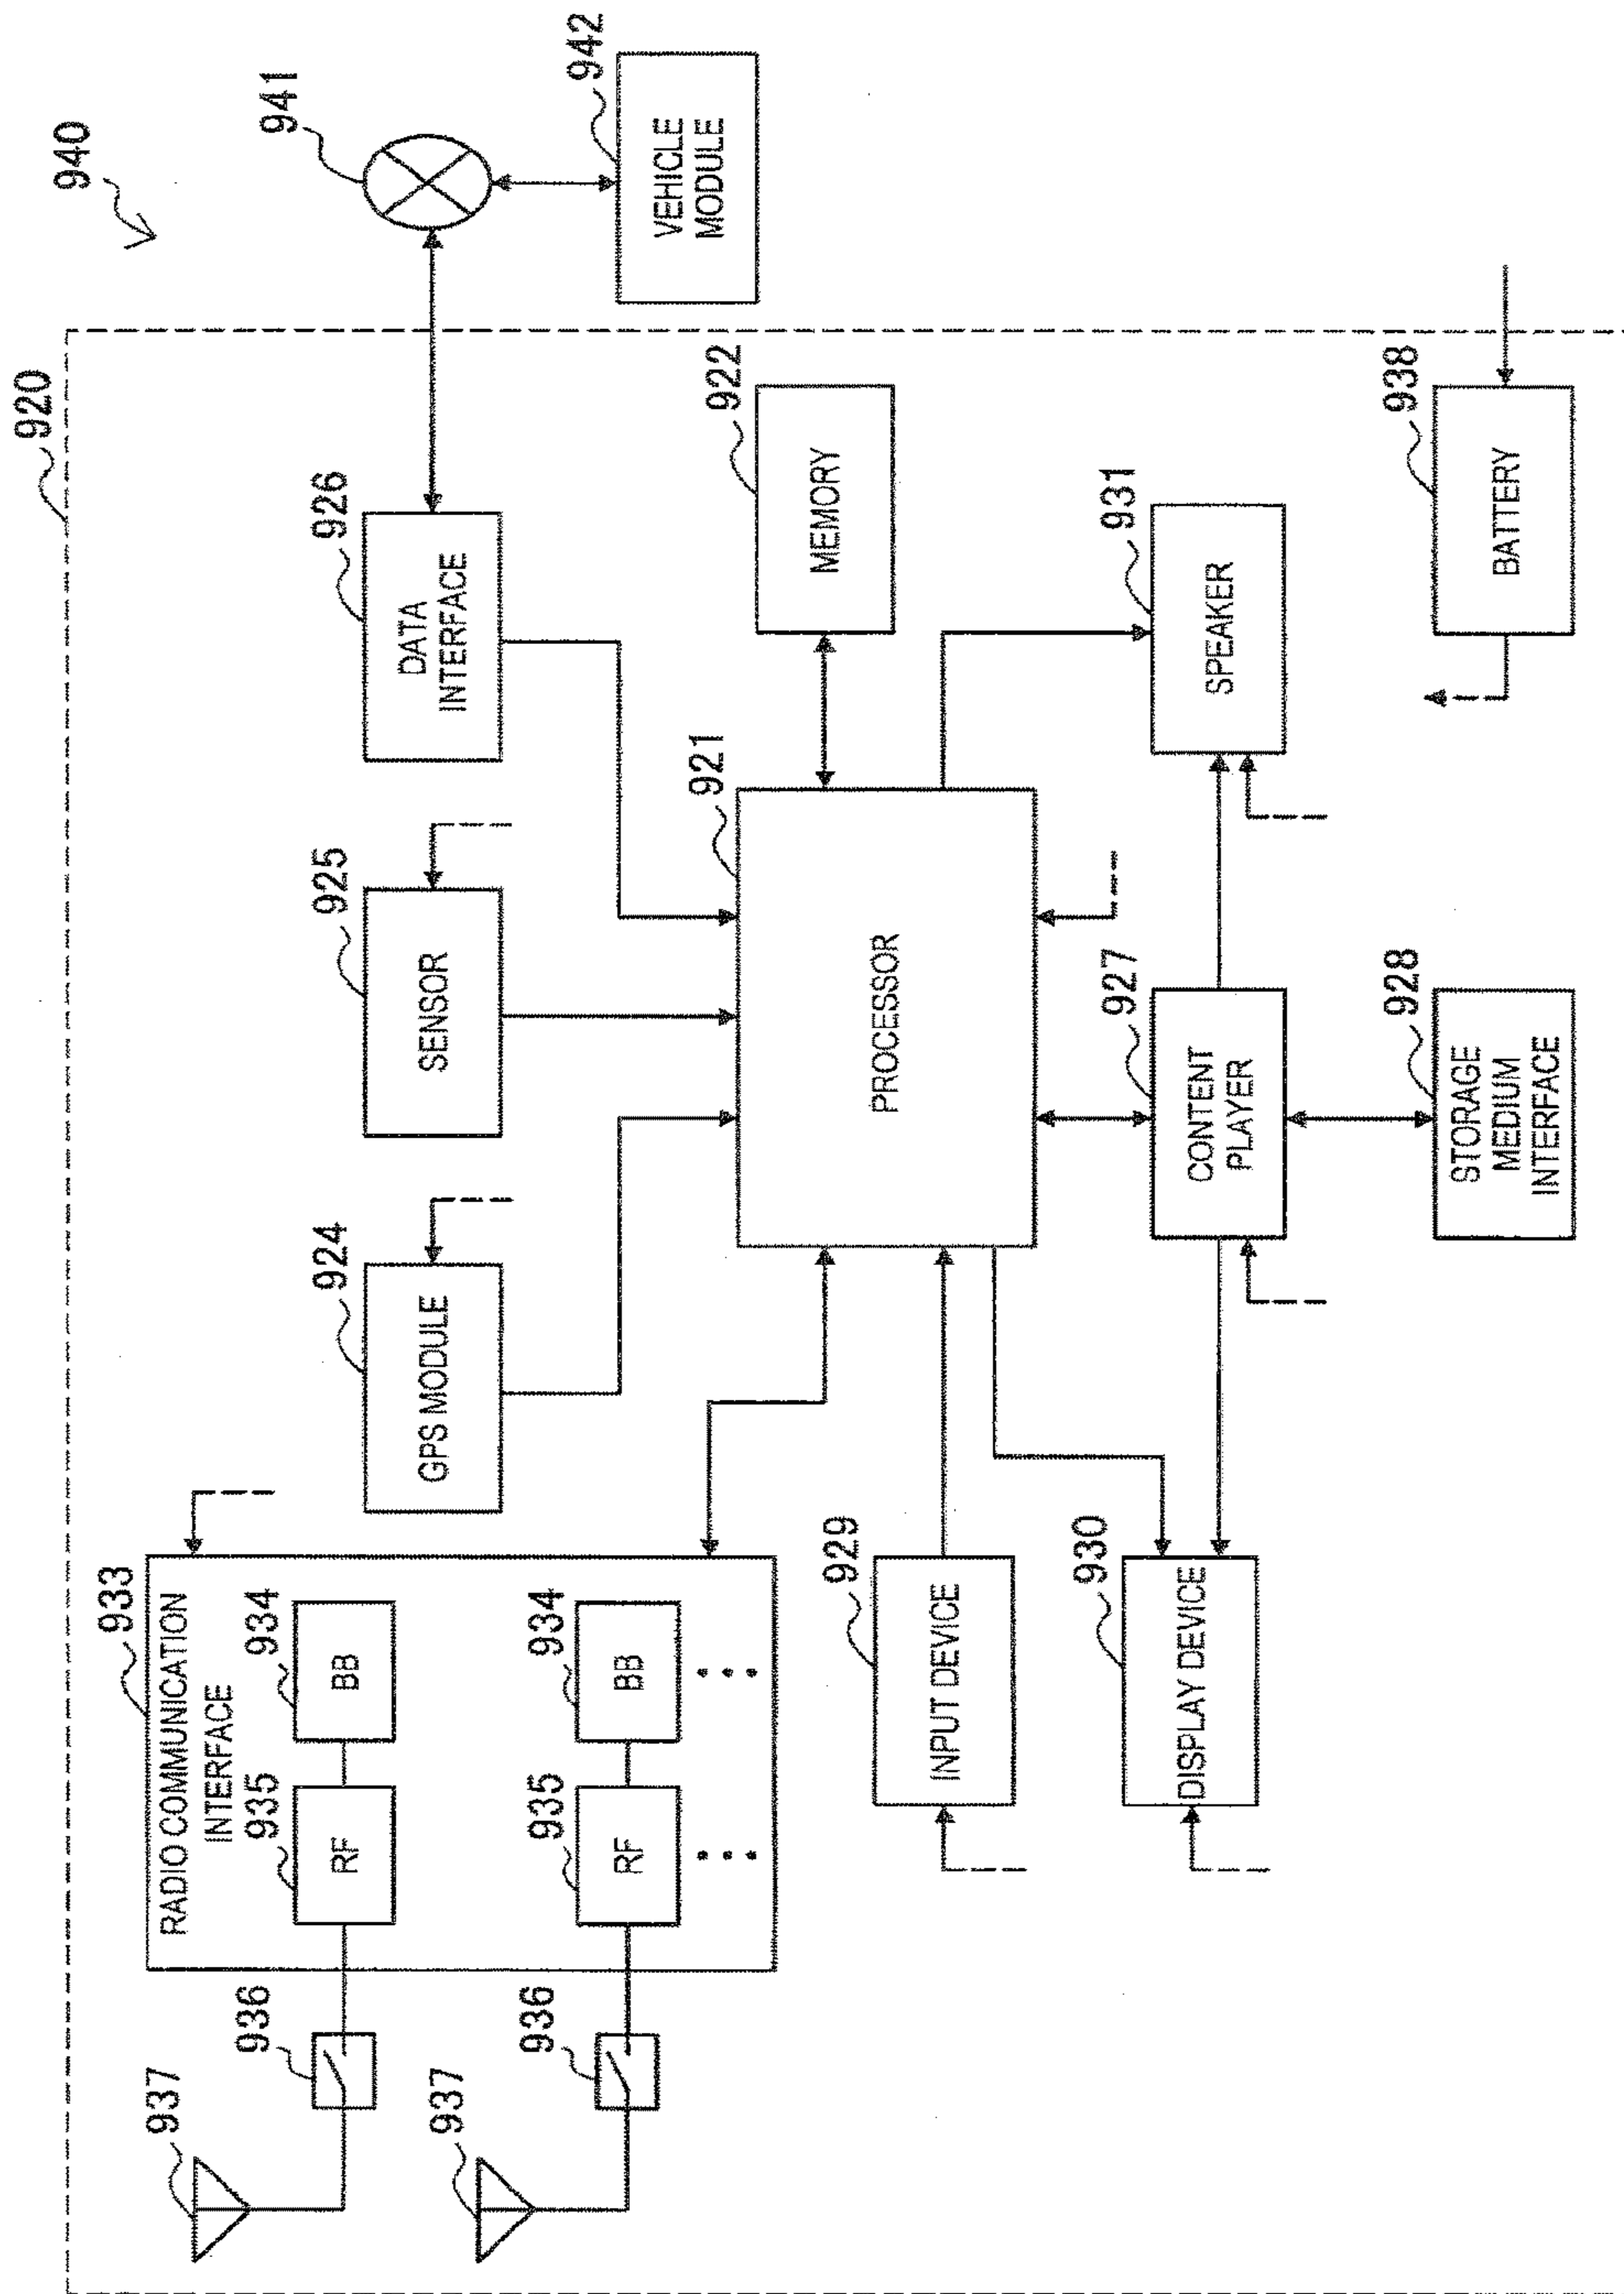 940
920
941
942
VEHICLE
MODULE
937
936
933
RADIO COMMUNICATION
INTERFACE
935
RF
934
BB
924
GPS MODULE
925
SENSOR
926
DATA
INTERFACE
937
936
935
RF
934
BB
921
PROCESSOR
922
MEMORY
929
INPUT DEVICE
930
DISPLAY DEVICE
927
CONTENT
PLAYER
931
SPEAKER
928
STORAGE
MEDIUM
INTERFACE
938
BATTERY